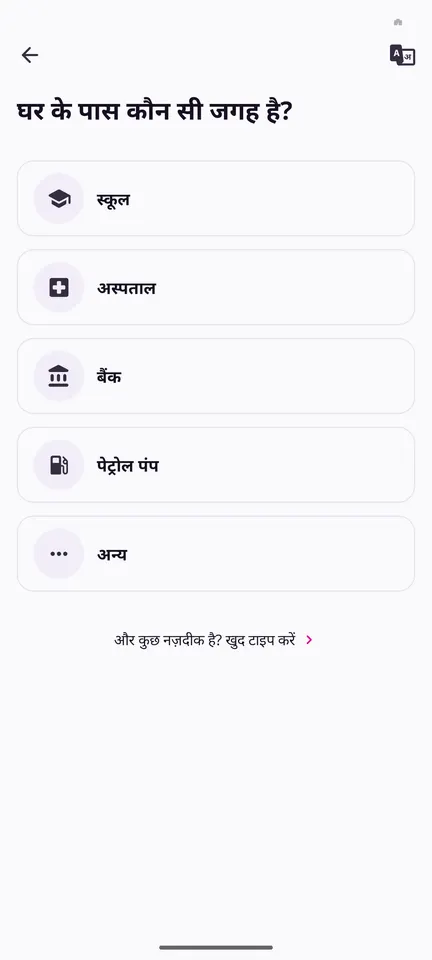 A अ
घर के पास कौन सी जगह है?
स्कूल
अस्पताल
बैंक
पेट्रोल पंप
अन्य
और कुछ नज़दीक है? खुद टाइप करें